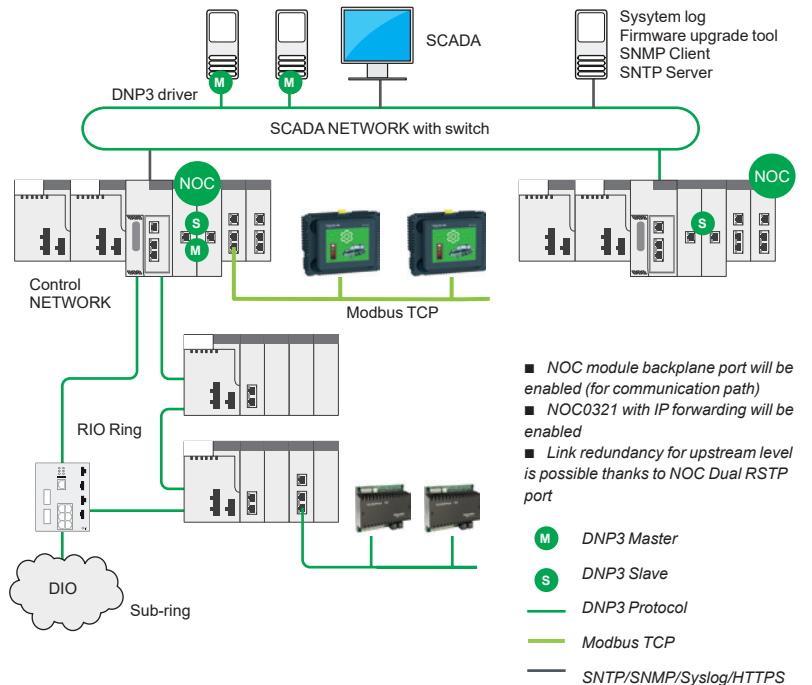 Sysytem log
Firmware upgrade tool
SNMP Client
SNTP Server
SCADA
M
M
DNP3 driver
SCADA NETWORK with switch
NOC
NOC
S
M
S
Control
NETWORK
Modbus TCP
RIO Ring
DIO
Sub-ring
■ NOC module backplane port will be
enabled (for communication path)
■ NOC0321 with IP forwarding will be
enabled
■ Link redundancy for upstream level
is possible thanks to NOC Dual RSTP
port
M DNP3 Master
S DNP3 Slave
DNP3 Protocol
Modbus TCP
SNTP/SNMP/Syslog/HTTPS